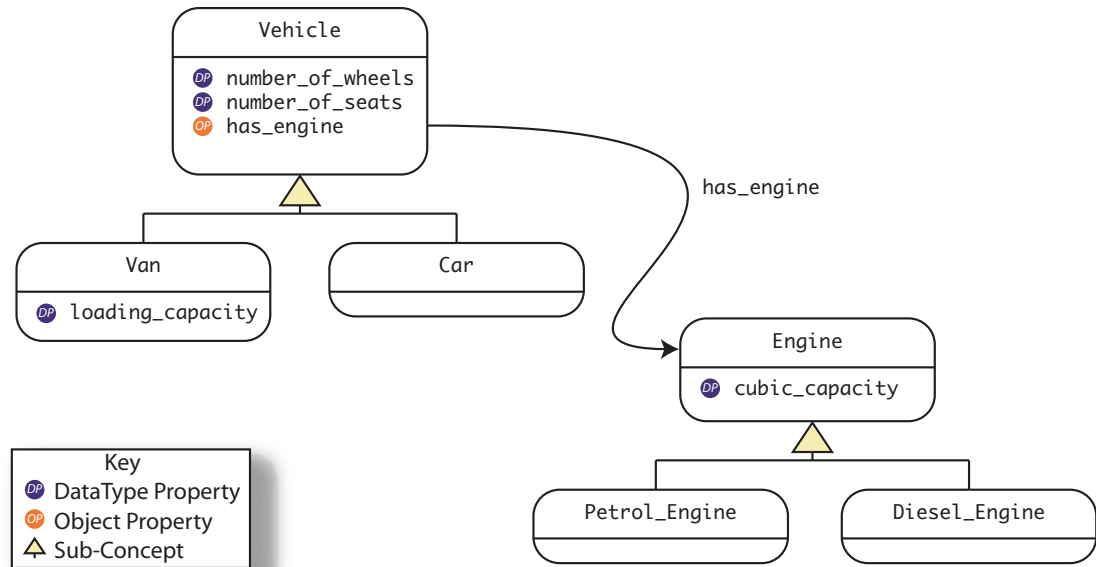 Vehicle
DP number_of_wheels
DP number_of_seats
OP has_engine
has_engine
Van
DP loading_capacity
Car
Engine
DP cubic_capacity
Petrol_Engine
Diesel_Engine
Key
DP DataType Property
OP Object Property
Sub-Concept